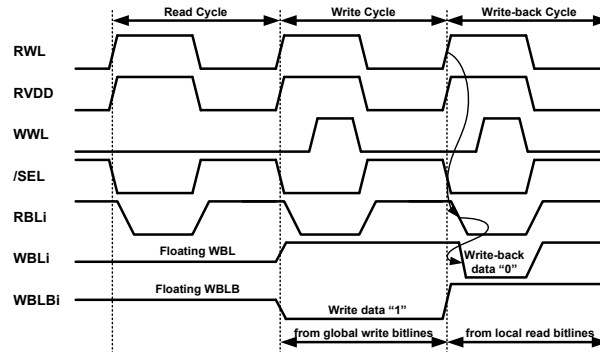 Read Cycle Write Cycle Write-back Cycle
RWL
RVDD
WWL
/SEL
RBLi
WBLi Floating WBL Write-back
data “0”
WBLBi Floating WBLB Write data “1”
from global write bitlines from local read bitlines